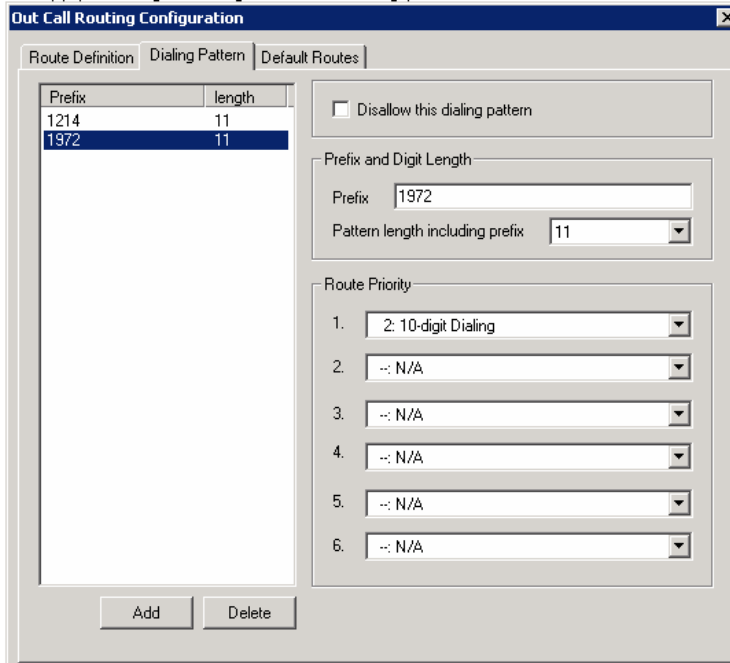 Out Call Routing Configuration
Route Definition Dialing Pattern Default Routes
Prefix length
1214 11
1972 11
Disallow this dialing pattern
Prefix and Digit Length
Prefix 1972
Pattern length including prefix 11
Route Priority
1. 2: 10-digit Dialing
2. --: N/A
3. --: N/A
4. --: N/A
5. --: N/A
6. --: N/A
Add Delete